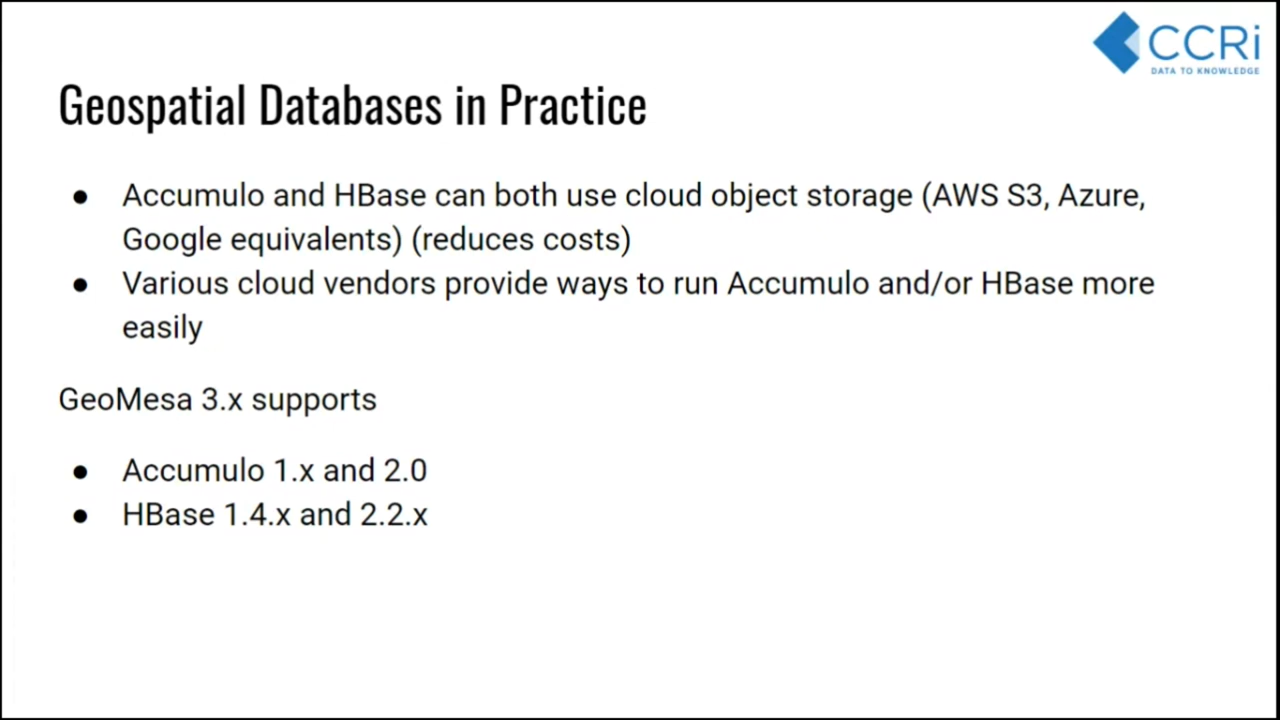 CCRi
DATA TO KNOWLEDGE
Geospatial Databases in Practice
● Accumulo and HBase can both use cloud object storage (AWS S3, Azure,
Google equivalents) (reduces costs)
● Various cloud vendors provide ways to run Accumulo and/or HBase more
easily
GeoMesa 3.x supports
● Accumulo 1.x and 2.0
● HBase 1.4.x and 2.2.x